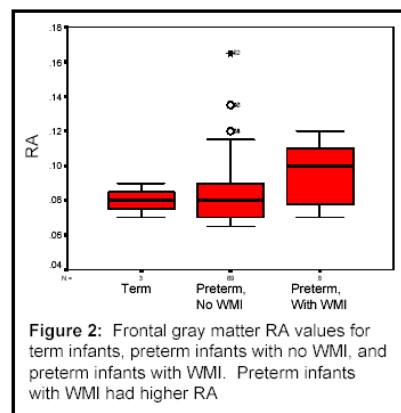 .18
.16
.14
.12
.10
.08
.06
.04
RA
N = 3 69 8
Term
Preterm,
No WMI
Preterm,
With WMI
Figure 2: Frontal gray matter RA values for
term infants, preterm infants with no WMI, and
preterm infants with WMI. Preterm infants
with WMI had higher RA